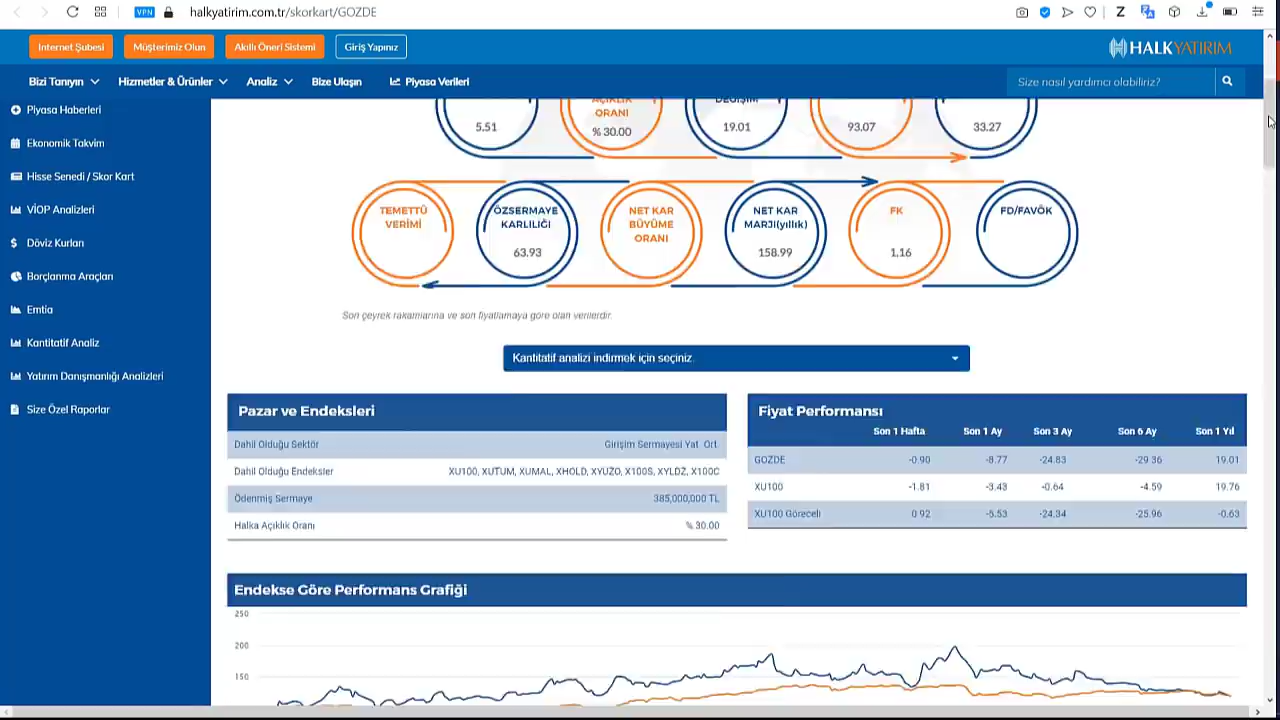 VPN
halkyatirim.com.tr/skorkart/GOZDE
Z
İnternet Şubesi
Müşterimiz Olun
Akıllı Öneri Sistemi
Giriş Yapınız
HALKYATIRIM
Bizi Tanıyın
Hizmetler & Ürünler
Analiz
Bize Ulaşın
Piyasa Verileri
Size nasıl yardımcı olabiliriz?
Piyasa Haberleri
Ekonomik Takvim
Hisse Senedi / Skor Kart
VİOP Analizleri
Döviz Kurları
Borçlanma Araçları
Emtia
Kantitatif Analiz
Yatırım Danışmanlığı Analizleri
Size Özel Raporlar
5.51
AÇIKLIK
ORANI
% 30.00
DEĞİŞİM
19.01
93.07
33.27
TEMETTÜ
VERİMİ
ÖZSERMAYE
KARLILIĞI
63.93
NET KAR
BÜYÜME
ORANI
NET KAR
MARJI(yıllık)
158.99
FK
1,16
FD/FAVÖK
Son çeyrek rakamlarına ve son fiyatlamaya göre olan verilerdir.
Kantitatif analizi indirmek için seçiniz.
Pazar ve Endeksleri
Dahil Olduğu Sektör Girişim Sermayesi Yat. Ort.
Dahil Olduğu Endeksler XU100, XUTUM, XUMAL, XHOLD, XYUZO, X100S, XYLDZ, X100C
Ödenmiş Sermaye 385,000,000 TL
Halka Açıklık Oranı % 30.00
Fiyat Performansı
Son 1 Hafta Son 1 Ay Son 3 Ay Son 6 Ay Son 1 Yıl
GOZDE -0.90 -8.77 -24.83 -29.36 19.01
XU100 -1.81 -3.43 -0.64 -4.59 19.76
XU100 Göreceli 0.92 -5.53 -24.34 -25.96 -0.63
Endekse Göre Performans Grafiği
250
200
150